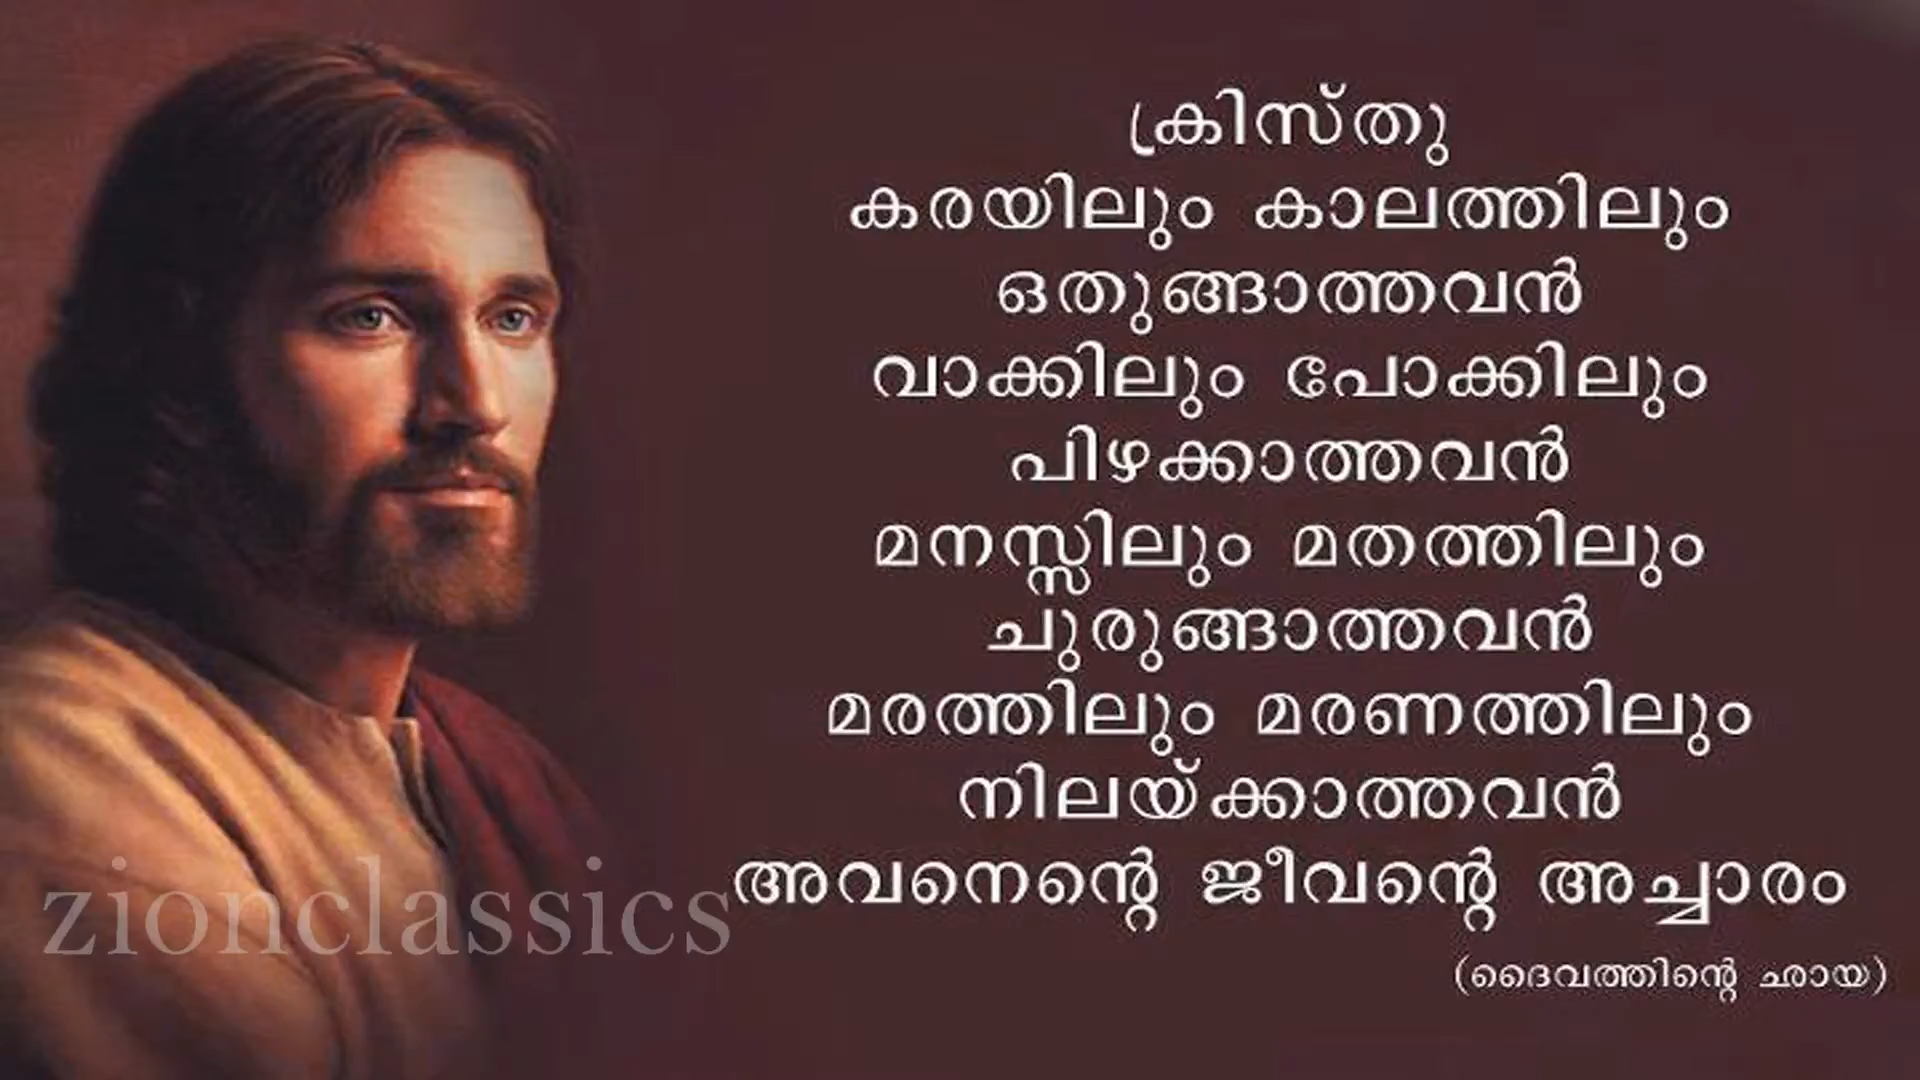 ക്രിസ്തു
കരയിലും കാലത്തിലും
ഒതുങ്ങാത്തവൻ
വാക്കിലും പോക്കിലും
പിഴക്കാത്തവൻ
മനസ്സിലും മതത്തിലും
ചുരുങ്ങാത്തവൻ
മരത്തിലും മരണത്തിലും
നിലയ്ക്കാത്തവൻ
അവനെന്റെ ജീവന്റെ അച്ചാരം
(ദൈവത്തിന്റെ ഛായ)
zionclassics